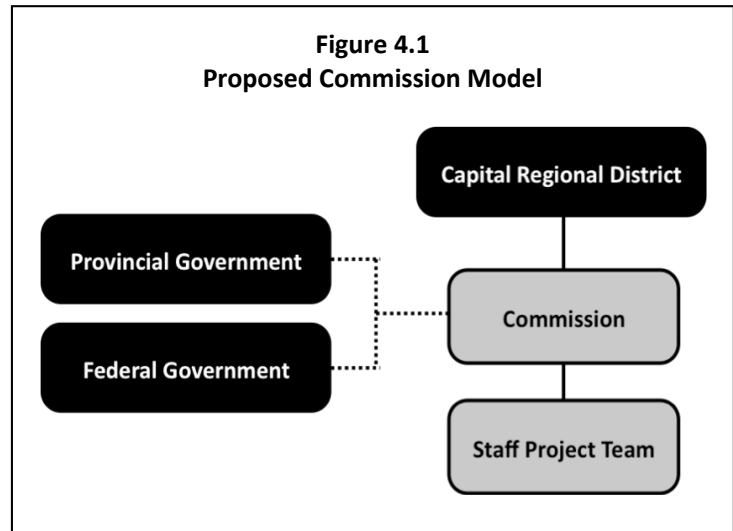 Figure 4.1
Proposed Commission Model
Capital Regional District
Provincial Government
Commission
Federal Government
Staff Project Team